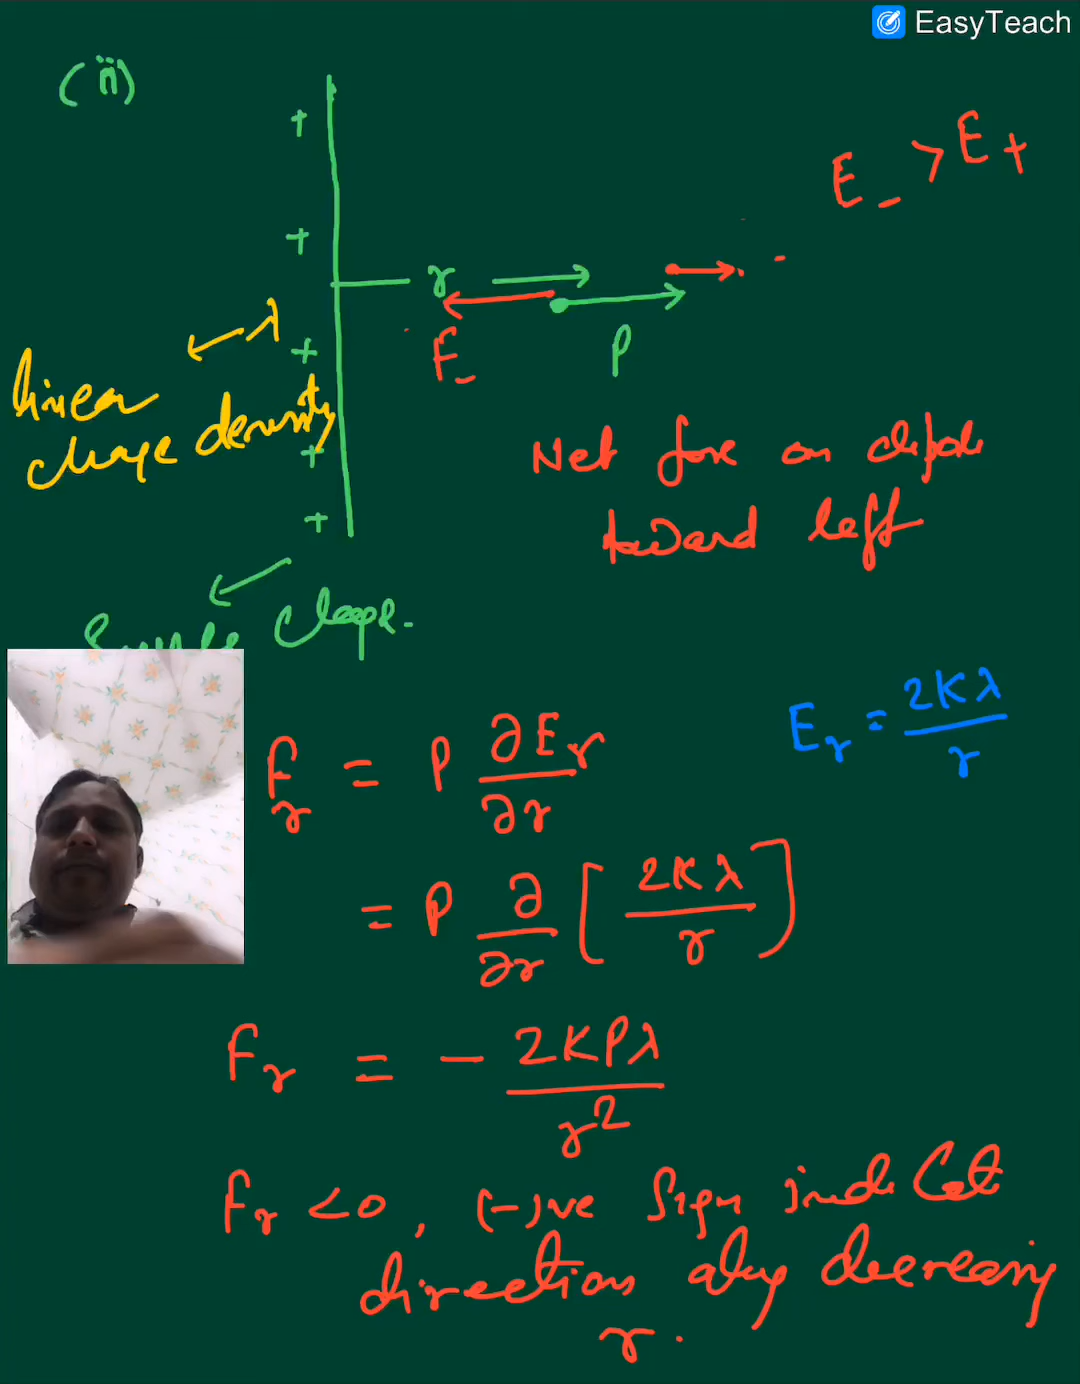 EasyTeach
(ii)
+
E_ > E+
+
r
λ
+
F_
P
linear
charge density
+
Net force on dipole
toward left
+
charge.
F_r = P ∂E_r/∂r
E_r = 2Kλ/r
= P ∂/∂r [2Kλ/r]
F_r = - 2KPλ/r²
F_r < 0, (-)ve sign indicat
direction along decreasing
r.